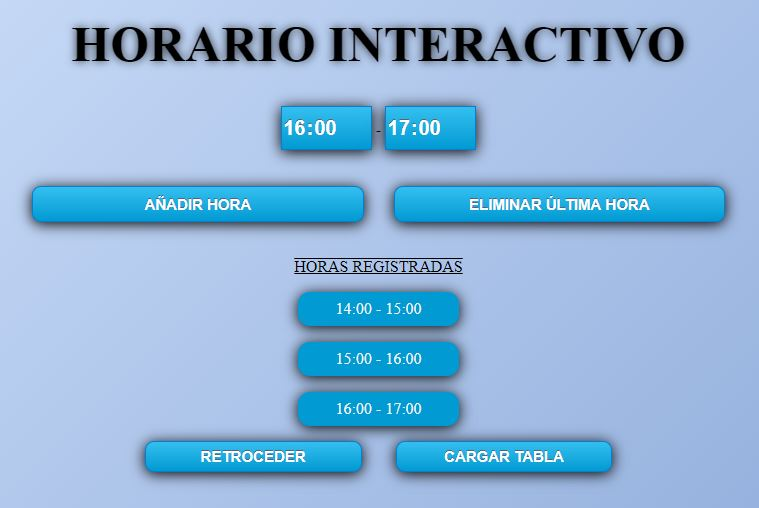 HORARIO INTERACTIVO
16:00 - 17:00
AÑADIR HORA
ELIMINAR ÚLTIMA HORA
HORAS REGISTRADAS
14:00 - 15:00
15:00 - 16:00
16:00 - 17:00
RETROCEDER
CARGAR TABLA